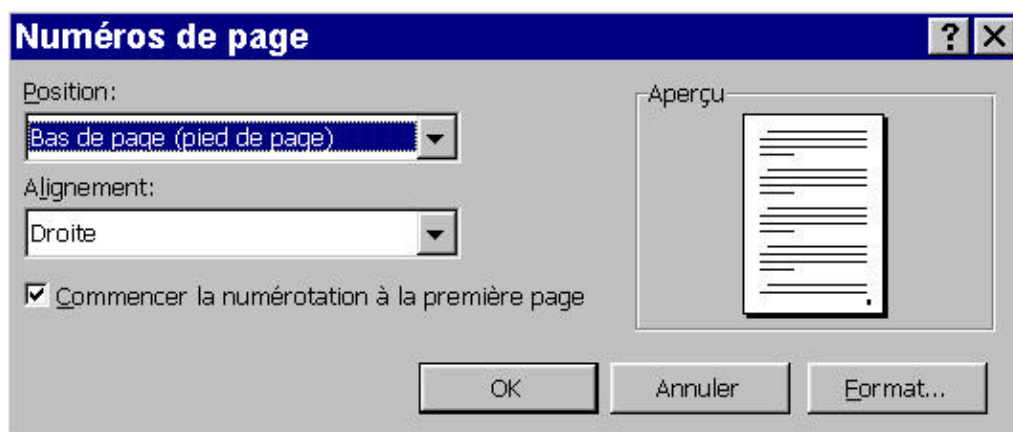 Numéros de page
Position:
Bas de page (pied de page)
Alignement:
Droite
Commencer la numérotation à la première page
Aperçu
OK
Annuler
Format...